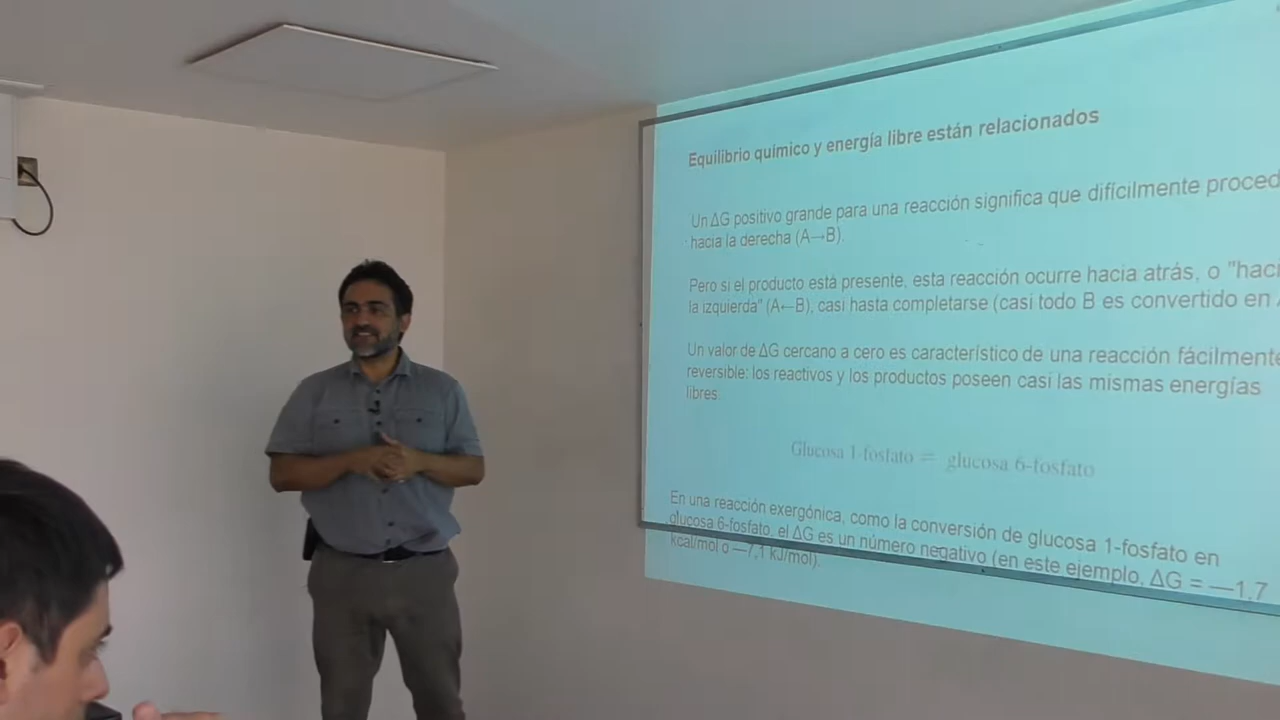 Equilibrio químico y energía libre están relacionados
Un ΔG positivo grande para una reacción significa que difícilmente proced
hacia la derecha (A→B).
Pero si el producto está presente, esta reacción ocurre hacia atrás, o "haci
la izquierda" (A←B), casi hasta completarse (casi todo B es convertido en A
Un valor de ΔG cercano a cero es característico de una reacción fácilmente
reversible: los reactivos y los productos poseen casi las mismas energías
libres.
Glucosa 1-fosfato = glucosa 6-fosfato
En una reacción exergónica, como la conversión de glucosa 1-fosfato en
glucosa 6-fosfato, el ΔG es un número negativo (en este ejemplo, ΔG = —1,7
kcal/mol o —7,1 kJ/mol).